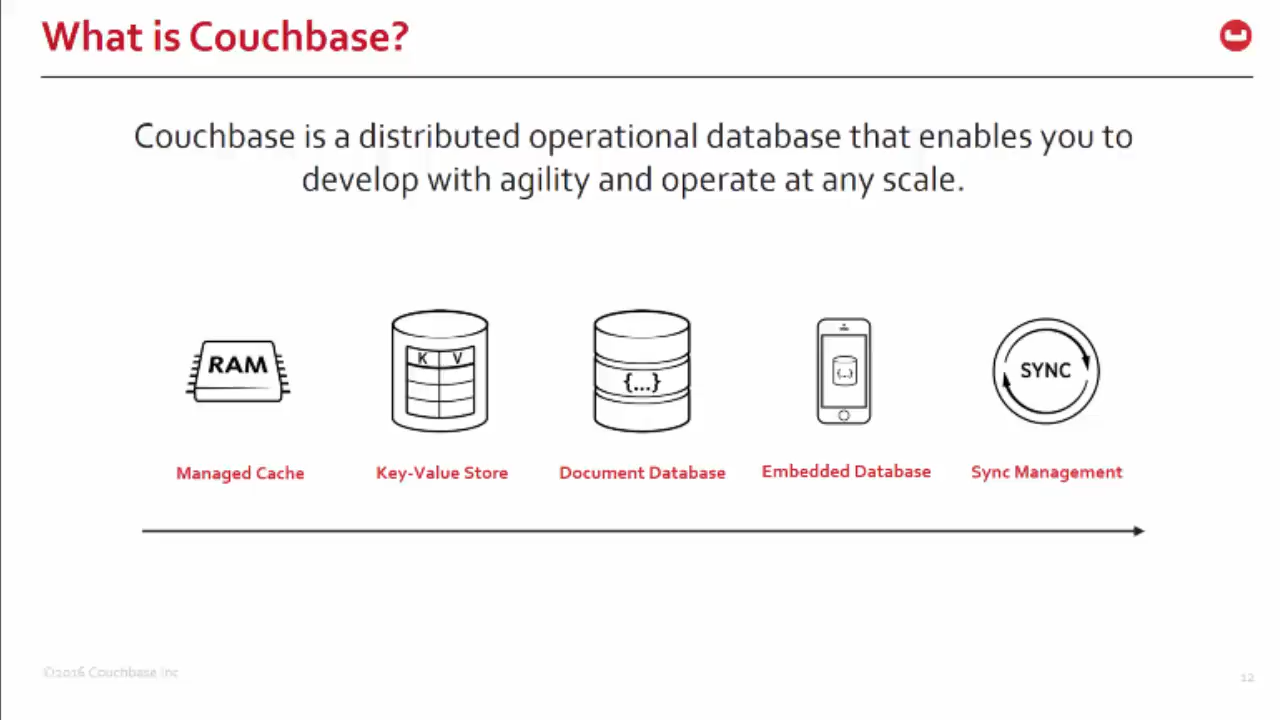 What is Couchbase?
Couchbase is a distributed operational database that enables you to
develop with agility and operate at any scale.
RAM
K V
{...}
{...}
SYNC
Managed Cache
Key-Value Store
Document Database
Embedded Database
Sync Management
©2016 Couchbase Inc
12